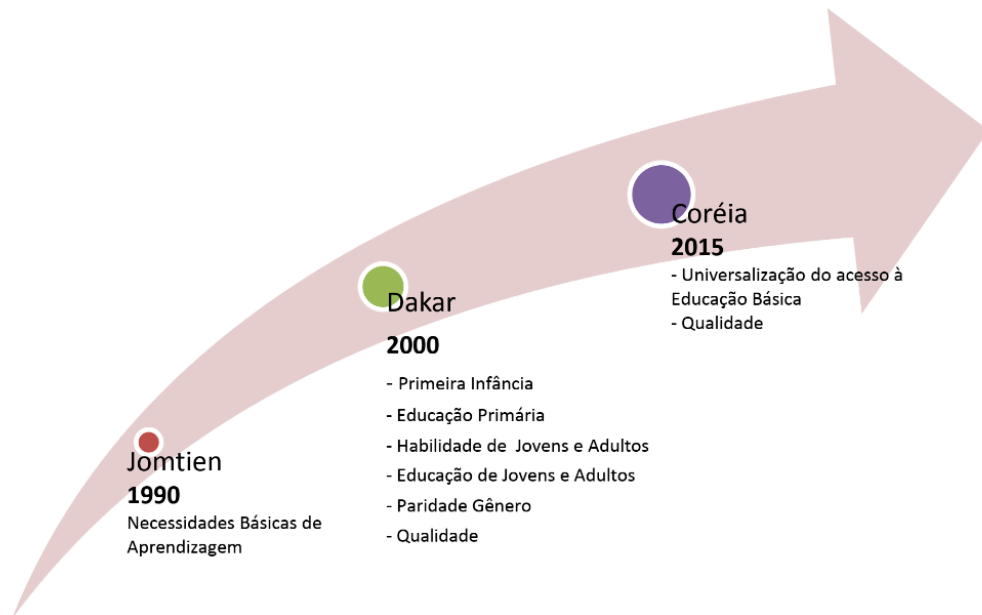 Jomtien
1990
Necessidades Básicas de
Aprendizagem
Dakar
2000
- Primeira Infância
- Educação Primária
- Habilidade de Jovens e Adultos
- Educação de Jovens e Adultos
- Paridade Gênero
- Qualidade
Coréia
2015
- Universalização do acesso à
Educação Básica
- Qualidade